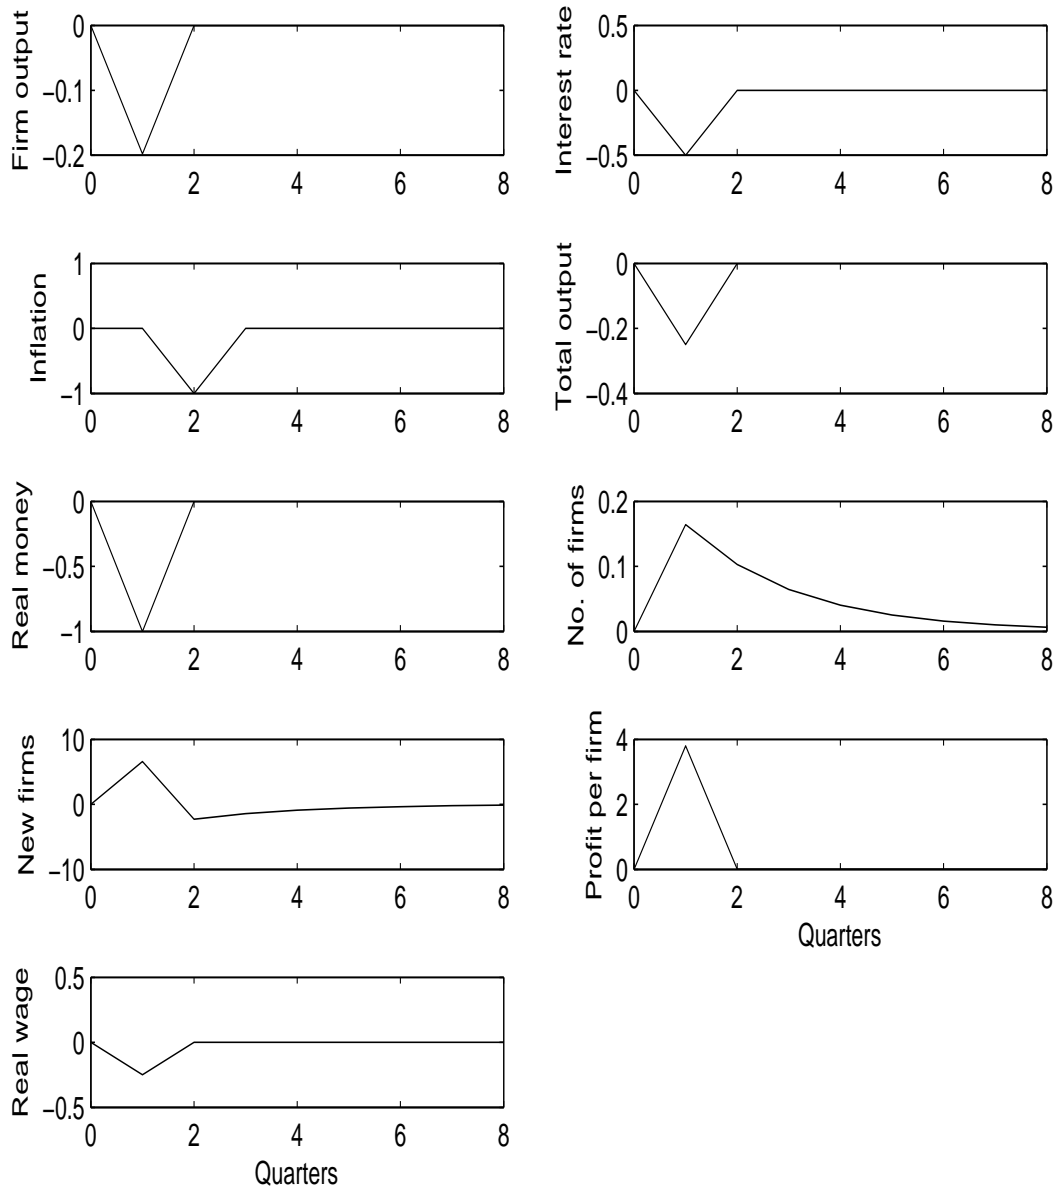 Firm output
0
−0.1
−0.2
0 2 4 6 8
Interest rate
0.5
0
−0.5
0 2 4 6 8
Inflation
1
0
−1
0 2 4 6 8
Total output
0
−0.2
−0.4
0 2 4 6 8
Real money
0
−0.5
−1
0 2 4 6 8
No. of firms
0.2
0.1
0
0 2 4 6 8
New firms
10
0
−10
0 2 4 6 8
Profit per firm
4
2
0
0 2 4 6 8
Quarters
Real wage
0.5
0
−0.5
0 2 4 6 8
Quarters